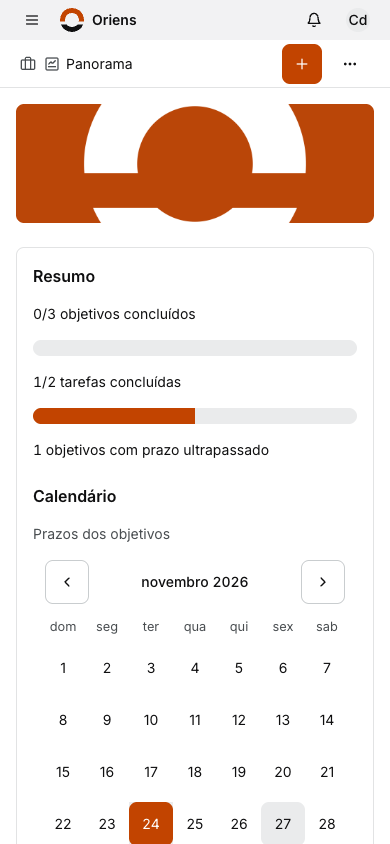 Oriens
Cd
Panorama
Resumo
0/3 objetivos concluídos
1/2 tarefas concluídas
1 objetivos com prazo ultrapassado
Calendário
Prazos dos objetivos
novembro 2026
dom seg ter qua qui sex sab
1 2 3 4 5 6 7
8 9 10 11 12 13 14
15 16 17 18 19 20 21
22 23 24 25 26 27 28